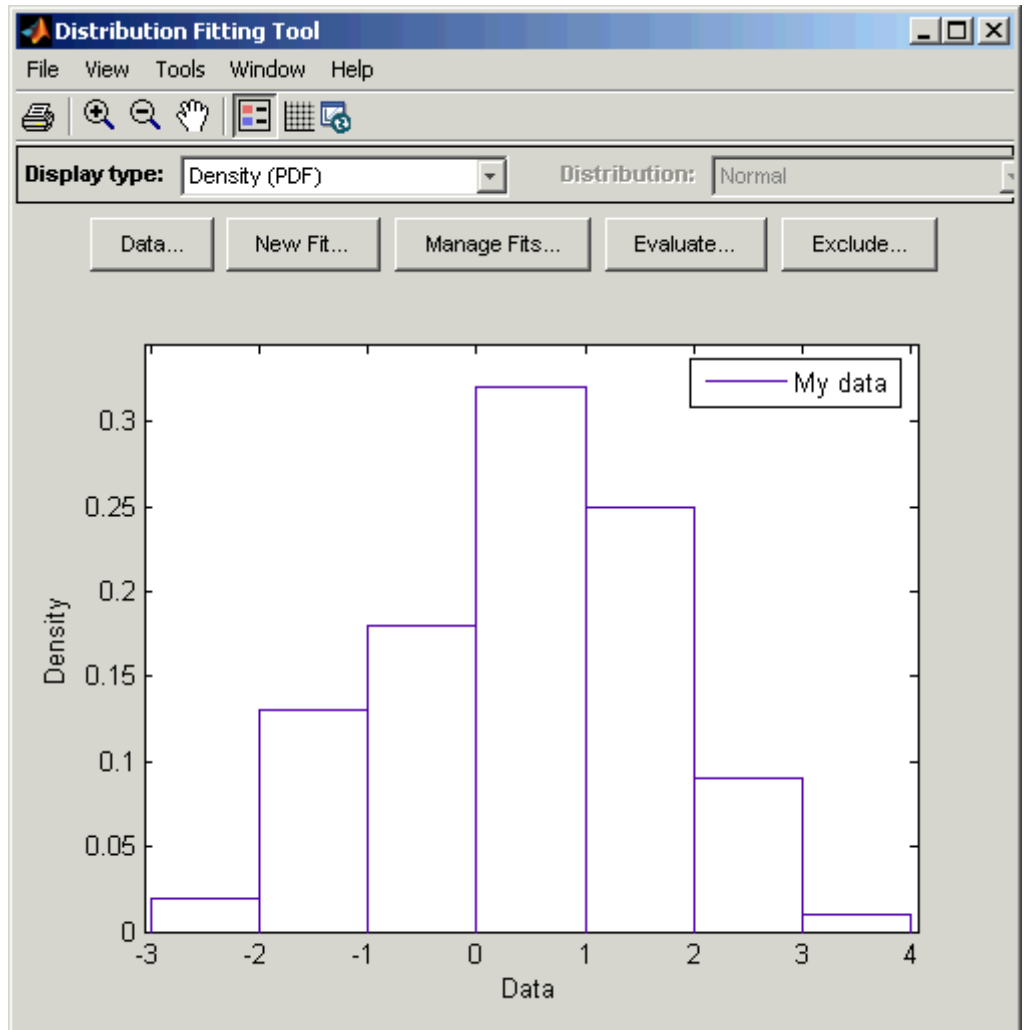 Distribution Fitting Tool
File View Tools Window Help
Display type: Density (PDF) Distribution: Normal
Data... New Fit... Manage Fits... Evaluate... Exclude...
My data
0.3
0.25
0.2
0.15
0.1
0.05
0
Density
-3 -2 -1 0 1 2 3 4
Data